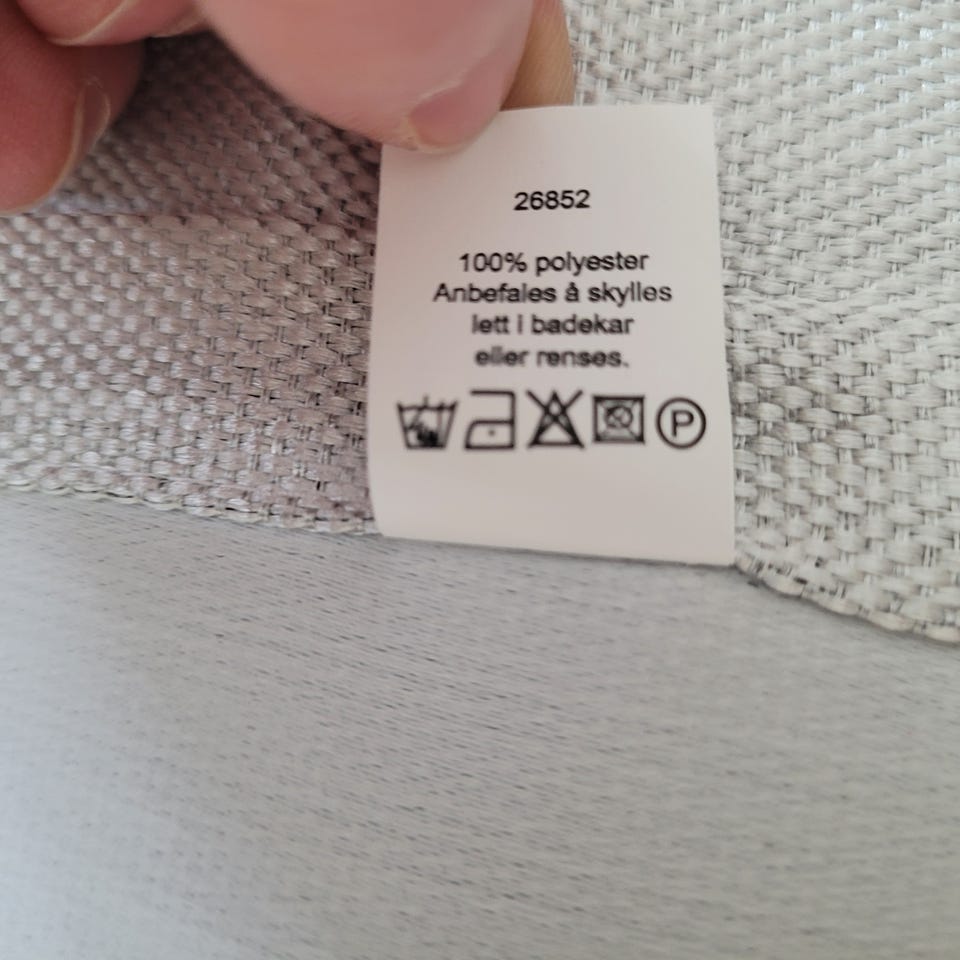 26852
100% polyester
Anbefales å skylles
lett i badekar
eller renses.
P